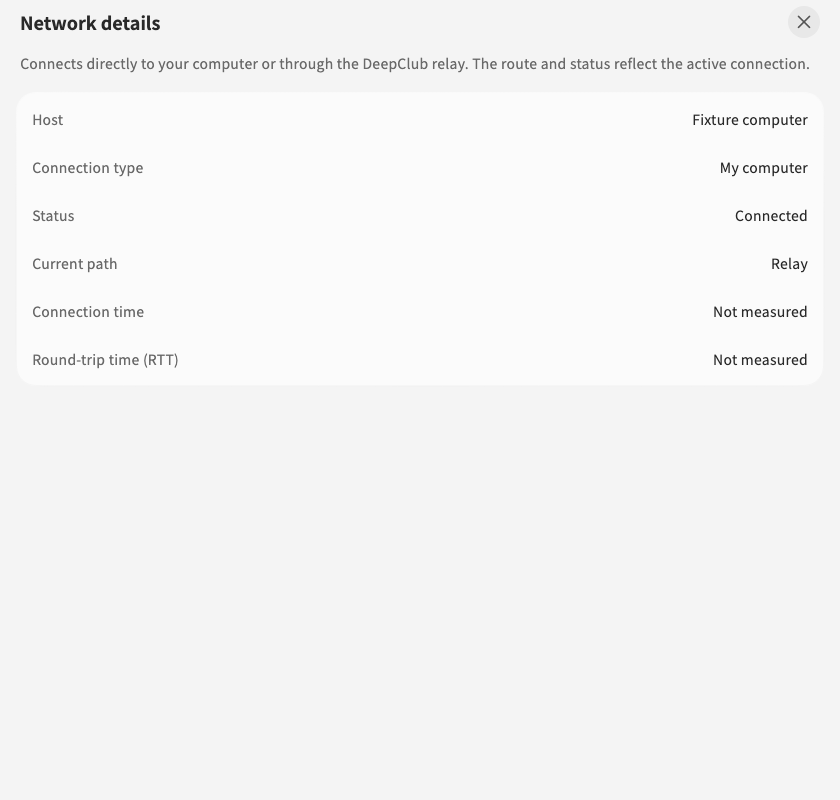 Network details
Connects directly to your computer or through the DeepClub relay. The route and status reflect the active connection.
Host
Fixture computer
Connection type
My computer
Status
Connected
Current path
Relay
Connection time
Not measured
Round-trip time (RTT)
Not measured